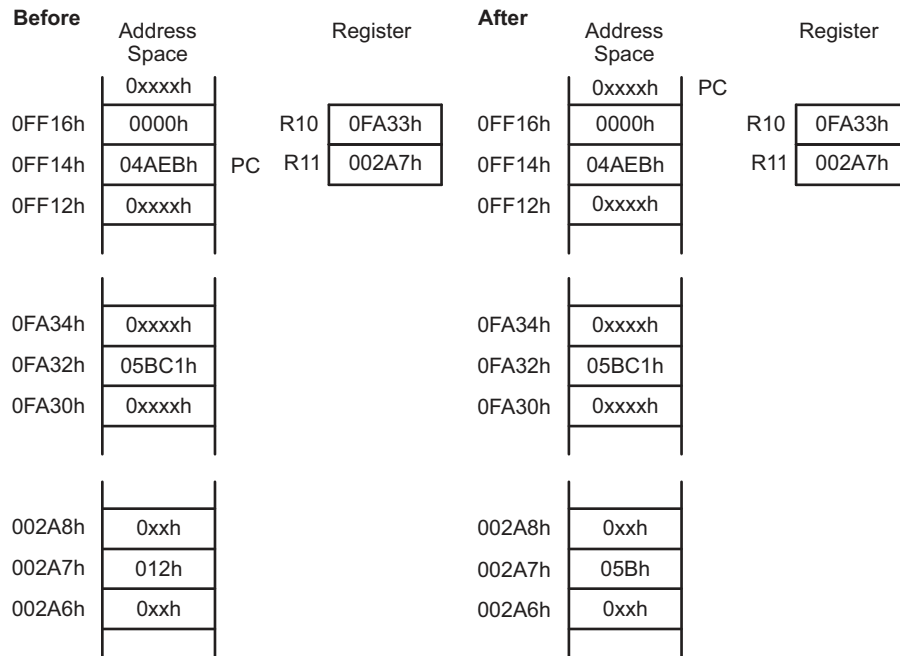 Before
Address Space
Register
0xxxxh
0FF16h 0000h R10 0FA33h
0FF14h 04AEBh PC R11 002A7h
0FF12h 0xxxxh
0FA34h 0xxxxh
0FA32h 05BC1h
0FA30h 0xxxxh
002A8h 0xxh
002A7h 012h
002A6h 0xxh
After
Address Space
Register
0xxxxh PC
0FF16h 0000h R10 0FA33h
0FF14h 04AEBh R11 002A7h
0FF12h 0xxxxh
0FA34h 0xxxxh
0FA32h 05BC1h
0FA30h 0xxxxh
002A8h 0xxh
002A7h 05Bh
002A6h 0xxh